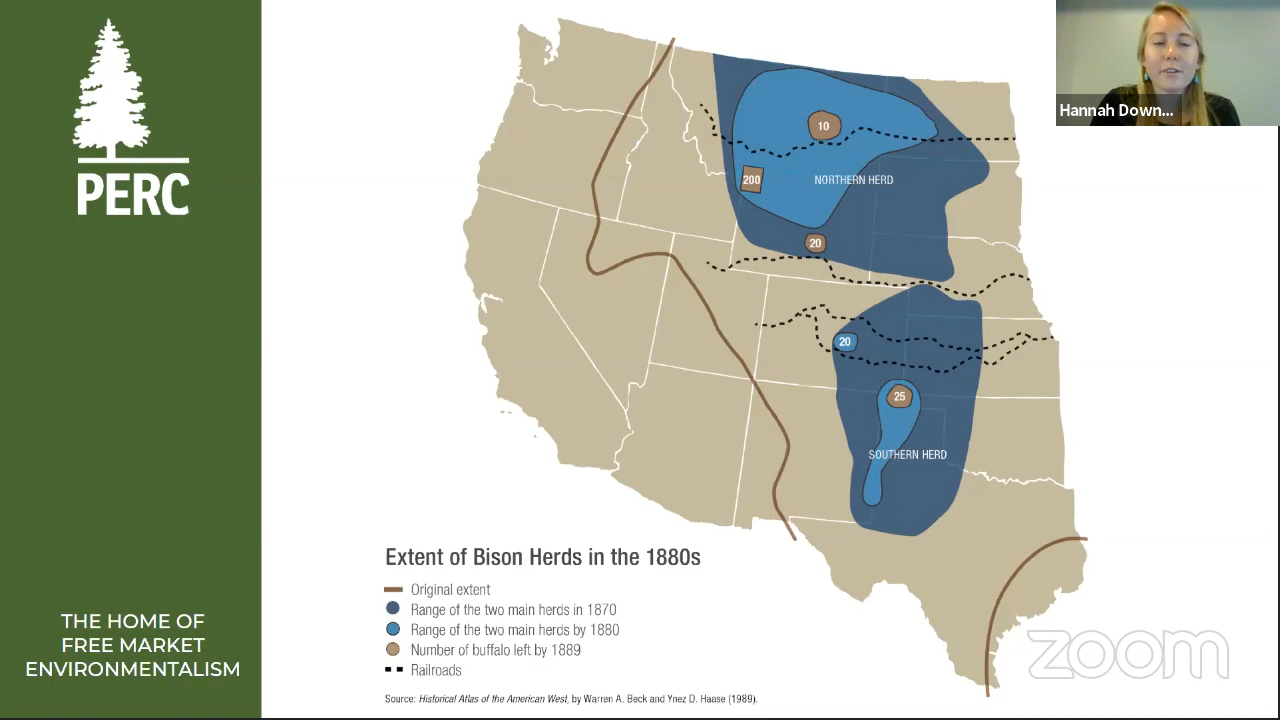 PERC
THE HOME OF
FREE MARKET
ENVIRONMENTALISM
Hannah Down...
10
200
NORTHERN HERD
20
20
25
SOUTHERN HERD
Extent of Bison Herds in the 1880s
Original extent
Range of the two main herds in 1870
Range of the two main herds by 1880
Number of buffalo left by 1889
Railroads
Source: Historical Atlas of the American West, by Warren A. Beck and Ynez D. Haase (1989).
zoom